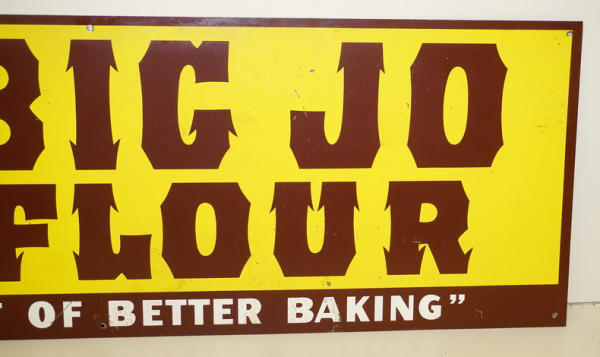 BIG JO
FLOUR
OF BETTER BAKING”